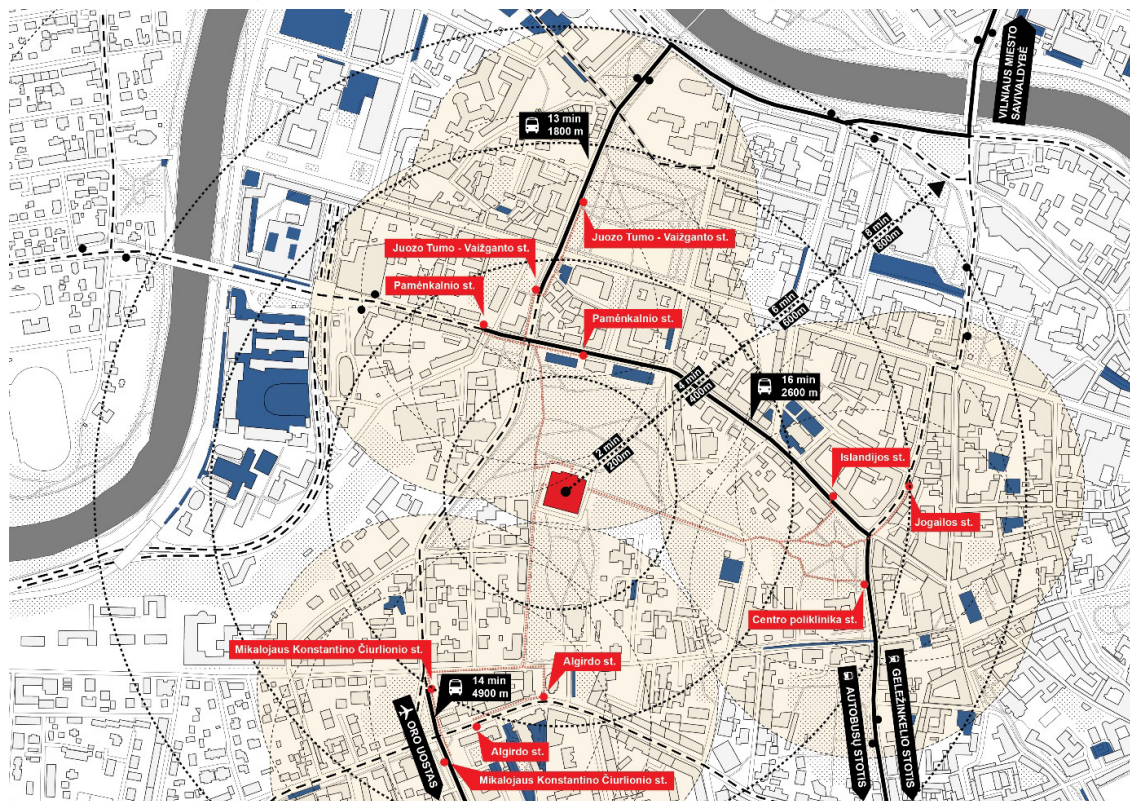 VILNIAUS MIESTO
SAVIVALDYBĖ
13 min
1800 m
Juozo Tumo - Vaižganto st.
Juozo Tumo - Vaižganto st.
Pamėnkalnio st.
Pamėnkalnio st.
8 min
800m
6 min
600m
4 min
400m
2 min
200m
16 min
2600 m
Islandijos st.
Jogailos st.
Centro poliklinika st.
Mikalojaus Konstantino Čiurlionio st.
Algirdo st.
14 min
4900 m
ORO UOSTAS
Algirdo st.
Mikalojaus Konstantino Čiurlionio st.
AUTOBUSŲ STOTIS
GELEŽINKELIO STOTIS